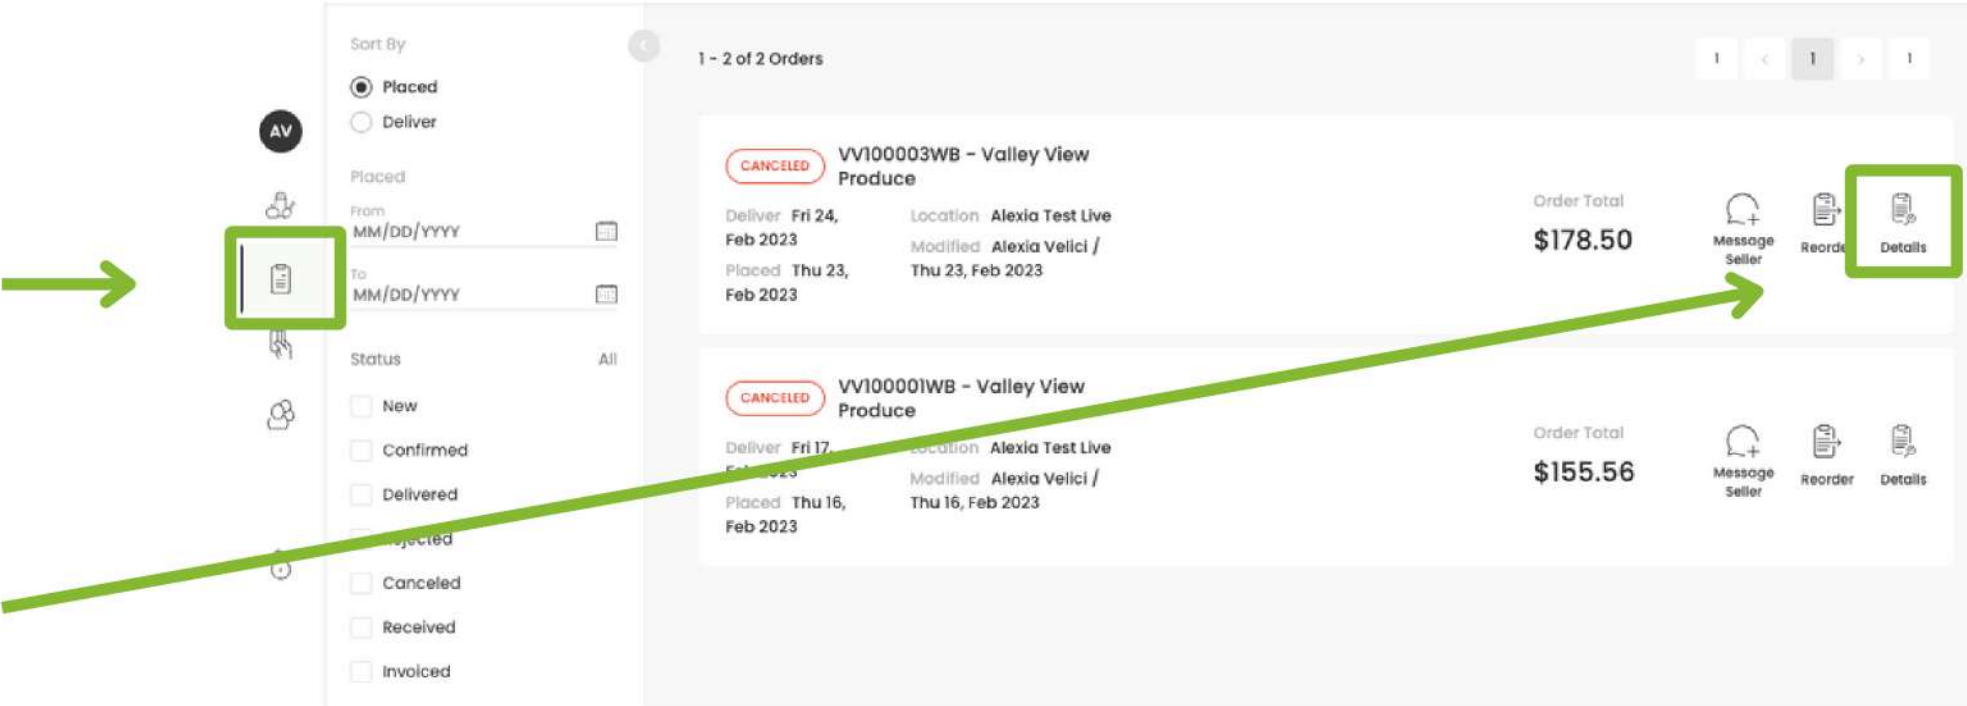 Sort By
Placed
Deliver
AV
Placed
From
MM/DD/YYYY
To
MM/DD/YYYY
Status All
New
Confirmed
Delivered
Canceled
Received
Invoiced
1 - 2 of 2 Orders
1 < 1 > 1
CANCELED
VV100003WB - Valley View
Produce
Deliver Fri 24,
Feb 2023
Placed Thu 23,
Feb 2023
Location Alexia Test Live
Modified Alexia Velici /
Thu 23, Feb 2023
Order Total
$178.50
Message
Seller
Reorde
Details
CANCELED
VV100001WB - Valley View
Produce
Deliver Fri 17,
Placed Thu 16,
Feb 2023
Location Alexia Test Live
Modified Alexia Velici /
Thu 16, Feb 2023
Order Total
$155.56
Message
Seller
Reorder
Details